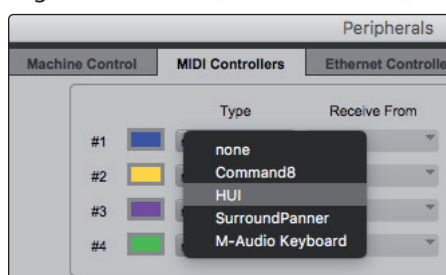 Peripherals
Machine Control MIDI Controllers Ethernet Controlle
Type Receive From
#1
none
Command8
#2
HUI
#3
SurroundPanner
#4
M-Audio Keyboard